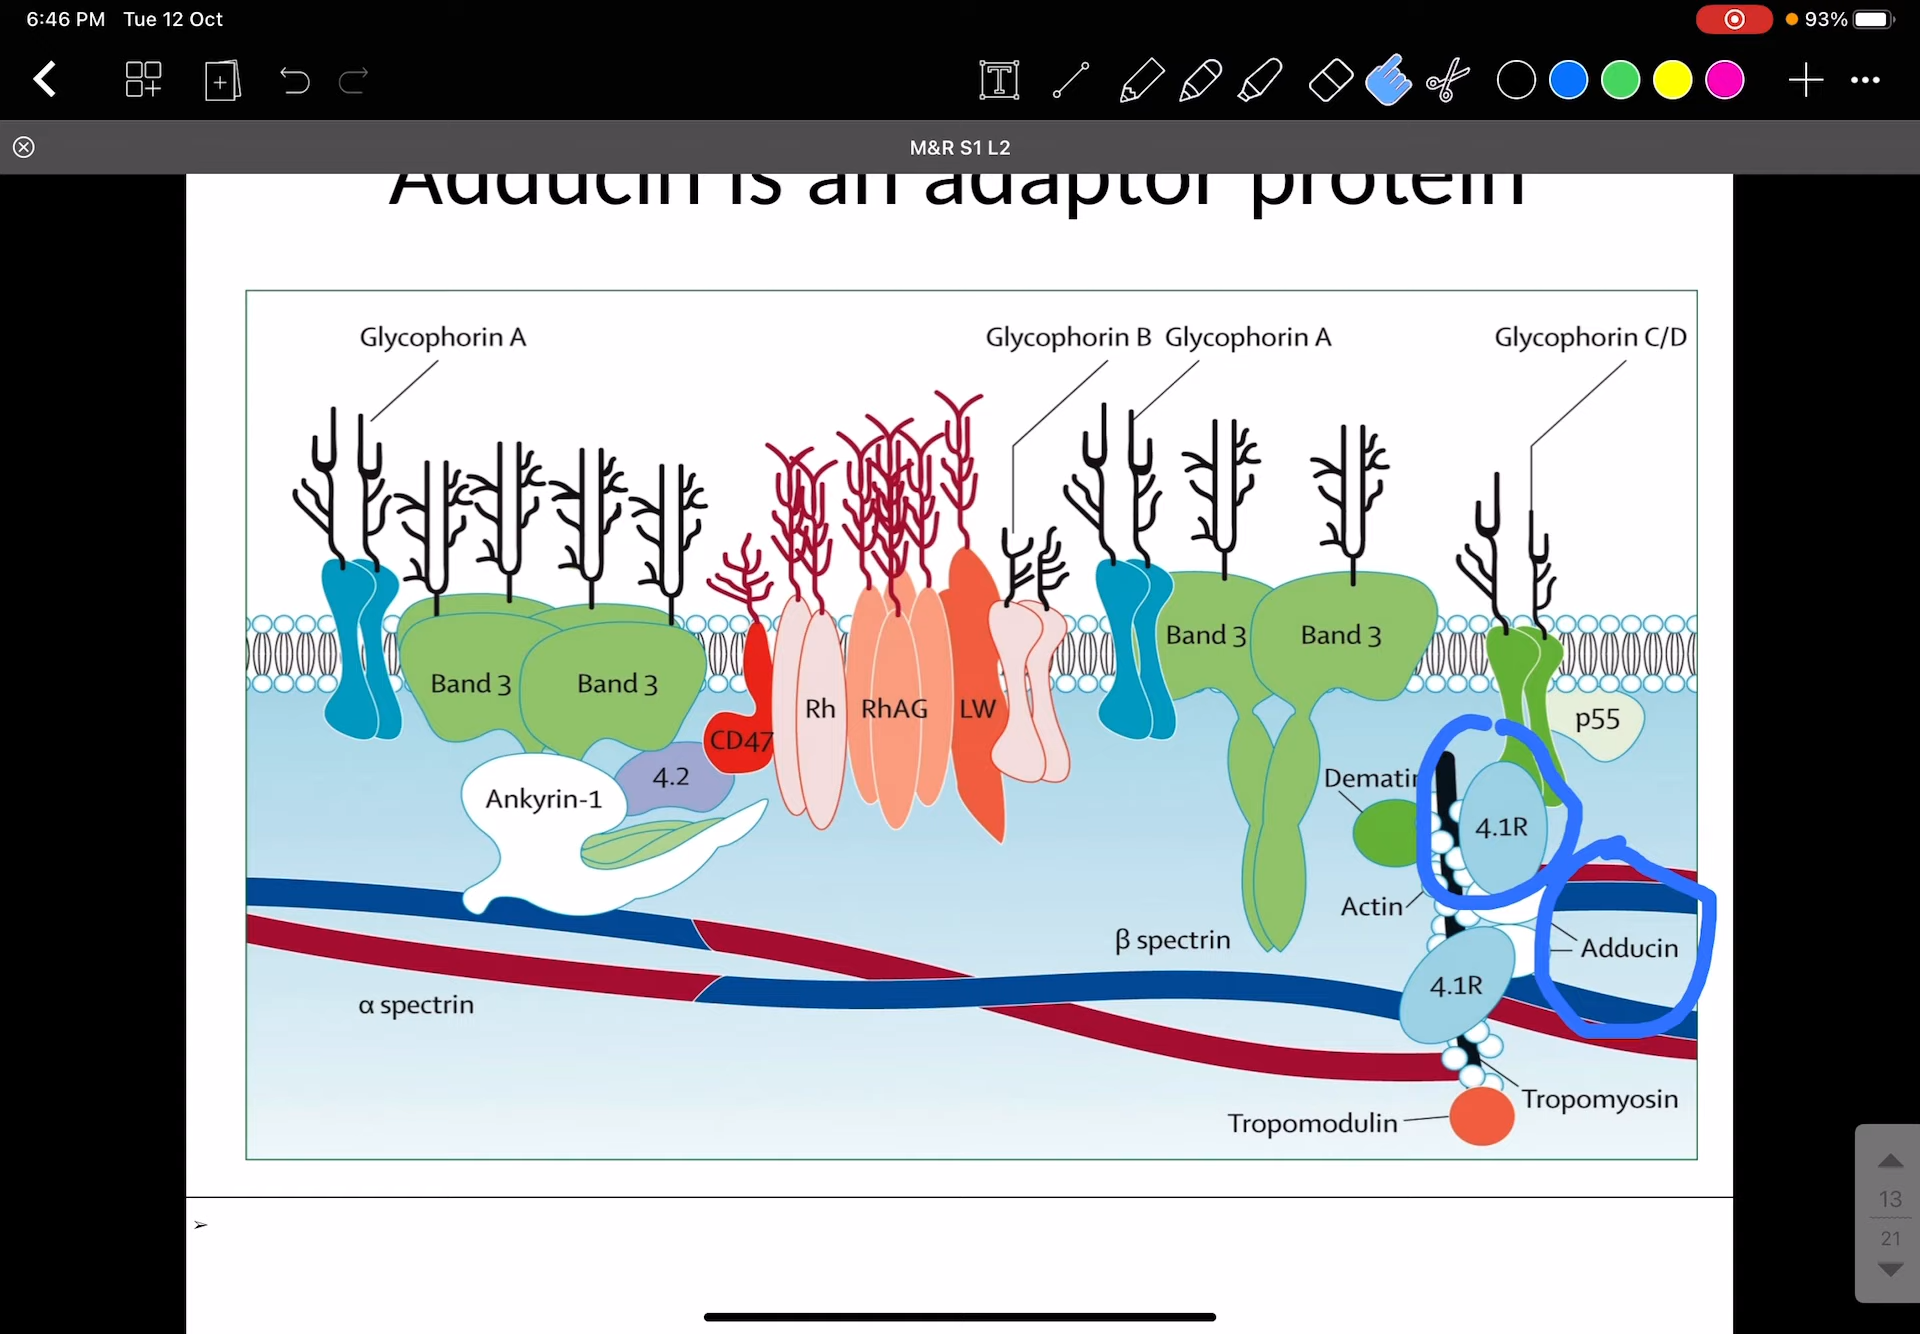 6:46 PM Tue 12 Oct
93%
M&R S1 L2
Adducin is an adaptor protein
Glycophorin A
Glycophorin B Glycophorin A
Glycophorin C/D
Band 3 Band 3
Band 3 Band 3
CD47
Rh RhAG LW
p55
Ankyrin-1
4.2
Dematin
4.1R
Actin
β spectrin
Adducin
α spectrin
4.1R
Tropomyosin
Tropomodulin
13
21